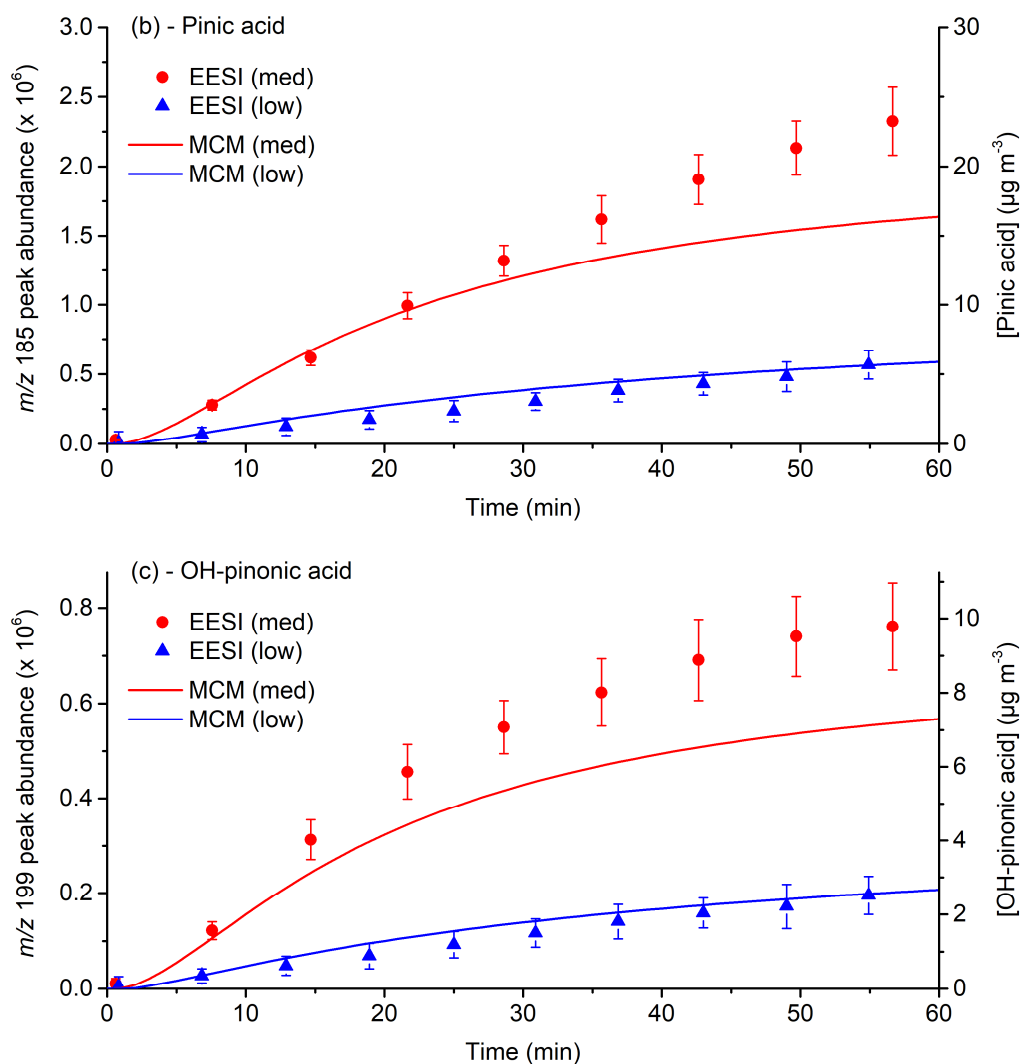 (b) - Pinic acid
EESI (med)
EESI (low)
MCM (med)
MCM (low)
m/z 185 peak abundance (x 10⁶)
3.0
2.5
2.0
1.5
1.0
0.5
0.0
[Pinic acid] (µg m⁻³)
30
20
10
0
0 10 20 30 40 50 60
Time (min)
(c) - OH-pinonic acid
EESI (med)
EESI (low)
MCM (med)
MCM (low)
m/z 199 peak abundance (x 10⁶)
0.8
0.6
0.4
0.2
0.0
[OH-pinonic acid] (µg m⁻³)
10
8
6
4
2
0
0 10 20 30 40 50 60
Time (min)